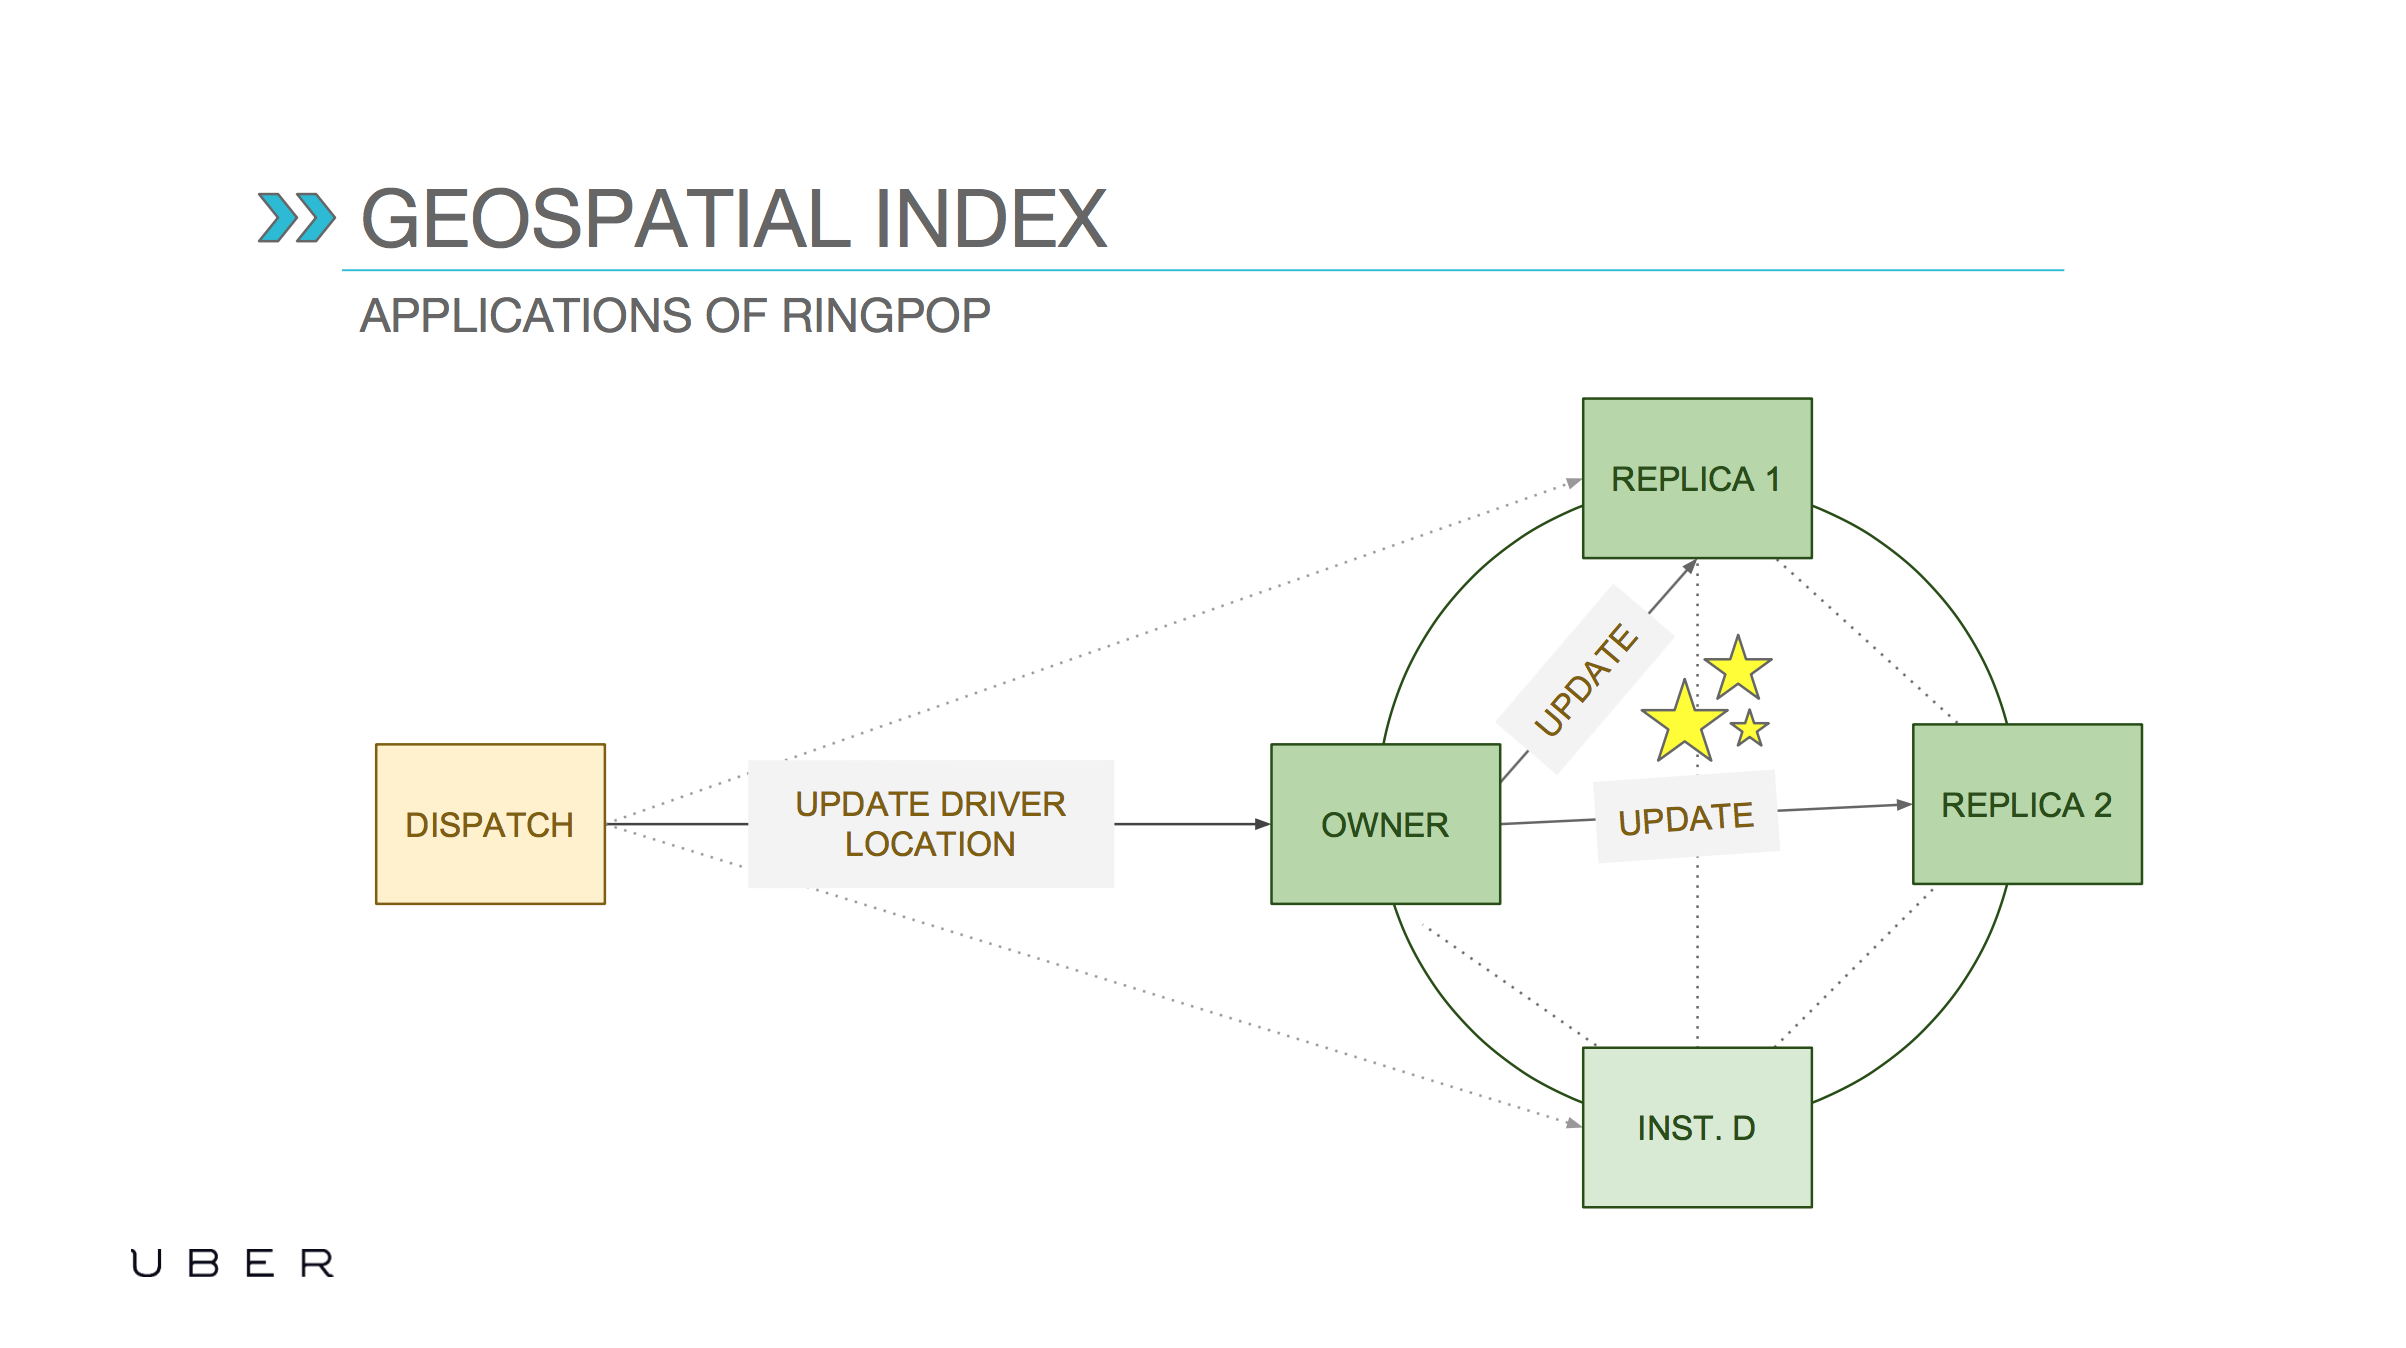 GEOSPATIAL INDEX
APPLICATIONS OF RINGPOP
REPLICA 1
UPDATE
DISPATCH
UPDATE DRIVER
LOCATION
OWNER
UPDATE
REPLICA 2
INST. D
UBER